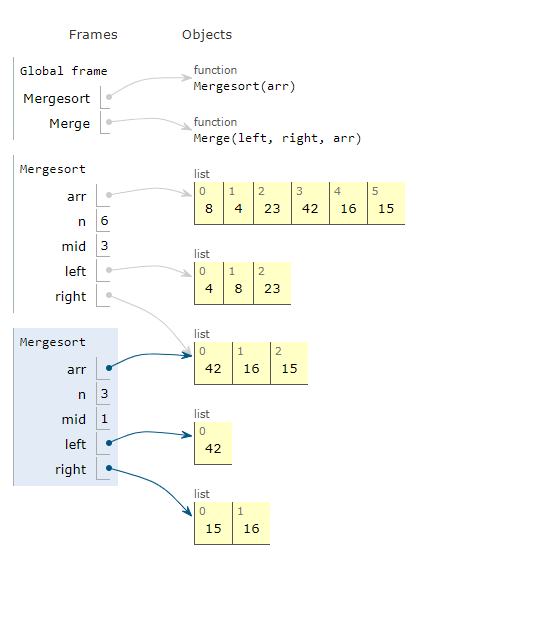 Frames Objects
Global frame
Mergesort
Merge
function
Mergesort(arr)
function
Merge(left, right, arr)
Mergesort
arr
n 6
mid 3
left
right
list
0 1 2 3 4 5
8 4 23 42 16 15
list
0 1 2
4 8 23
Mergesort
arr
n 3
mid 1
left
right
list
0 1 2
42 16 15
list
0
42
list
0 1
15 16